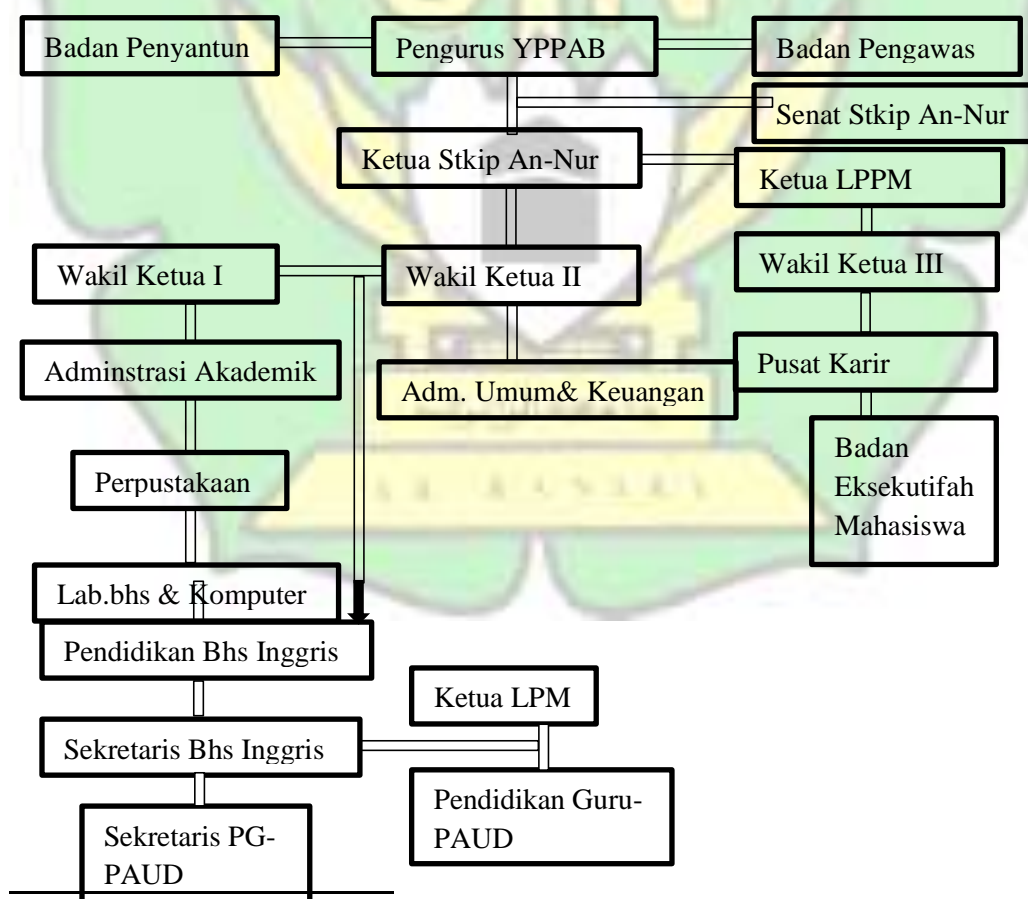 Badan Penyantun
Pengurus YPPAB
Badan Pengawas
Senat Stkip An-Nur
Ketua Stkip An-Nur
Ketua LPPM
Wakil Ketua I
Wakil Ketua II
Wakil Ketua III
Adminstrasi Akademik
Adm. Umum& Keuangan
Pusat Karir
Perpustakaan
Badan
Eksekutifah
Mahasiswa
Lab.bhs & Komputer
Pendidikan Bhs Inggris
Ketua LPM
Sekretaris Bhs Inggris
Pendidikan Guru-
PAUD
Sekretaris PG-
PAUD